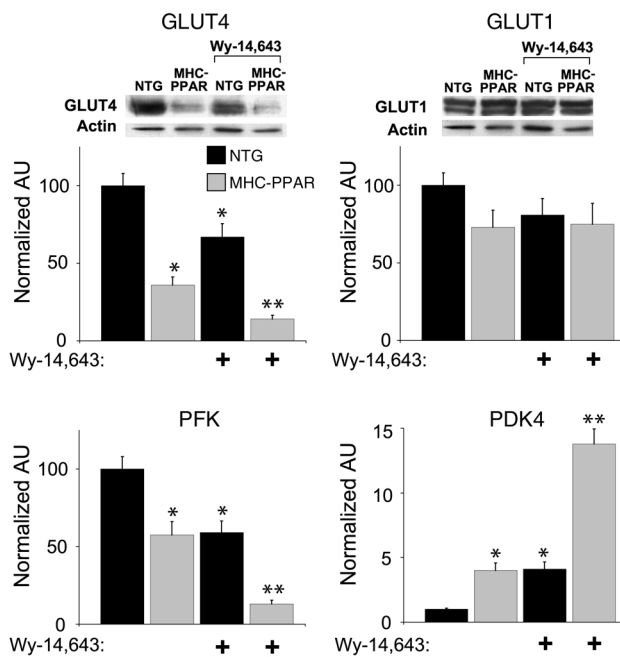 GLUT4
Wy-14,643
NTG MHC-PPAR NTG MHC-PPAR
GLUT4
Actin
NTG
MHC-PPAR
Normalized AU
100
50
0
* * **
Wy-14,643: + +
GLUT1
Wy-14,643
NTG MHC-PPAR NTG MHC-PPAR
GLUT1
Actin
Normalized AU
100
50
0
Wy-14,643: + +
PFK
Normalized AU
100
50
0
* * **
Wy-14,643: + +
PDK4
Normalized AU
15
10
5
0
* * **
Wy-14,643: + +